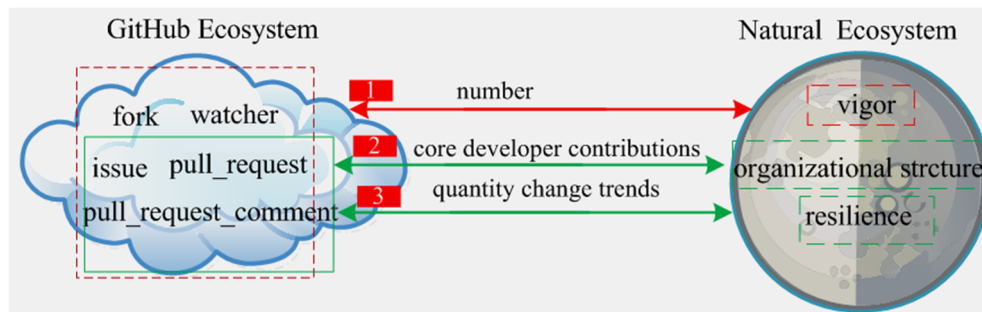 GitHub Ecosystem
Natural Ecosystem
1 number
fork watcher
vigor
2 core developer contributions
issue pull_request
organizational strcture
3 quantity change trends
pull_request_comment
resilience